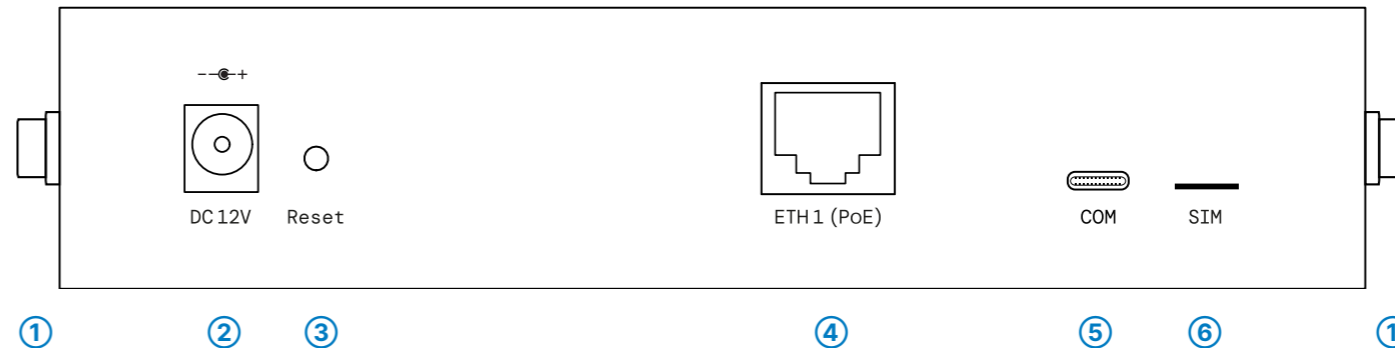 DC 12V Reset ETH 1 (PoE) COM SIM
① ② ③ ④ ⑤ ⑥ ①